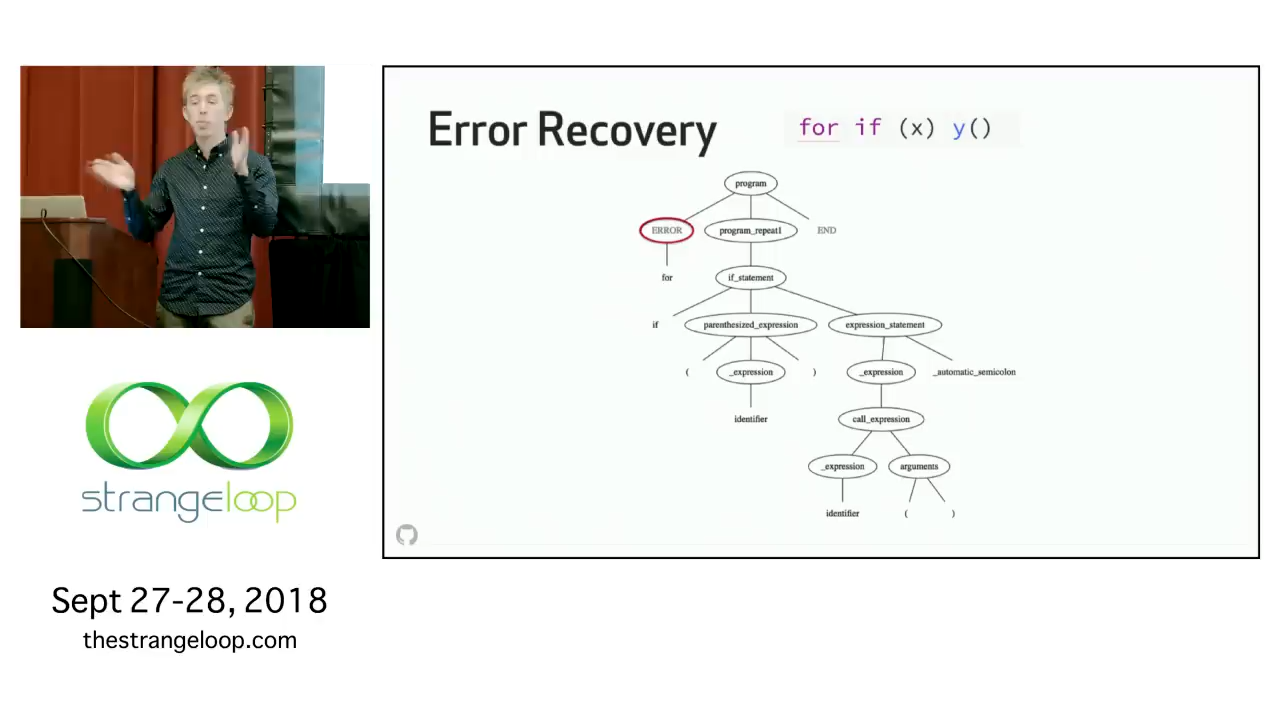 Error Recovery
for if (x) y()
program
ERROR program_repeat1 END
for if_statement
if parenthesized_expression expression_statement
( _expression ) _expression _automatic_semicolon
identifier call_expression
_expression arguments
identifier ( )
strangeloop
Sept 27-28, 2018
thestrangeloop.com